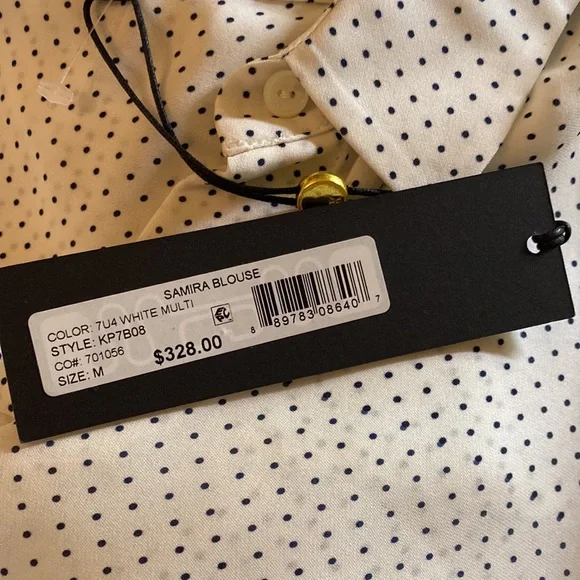 SAMIRA BLOUSE
COLOR: 7U4 WHITE MULTI
STYLE: KP7B08
CO#: 701056
SIZE: M
$328.00
8 89783 08640 7